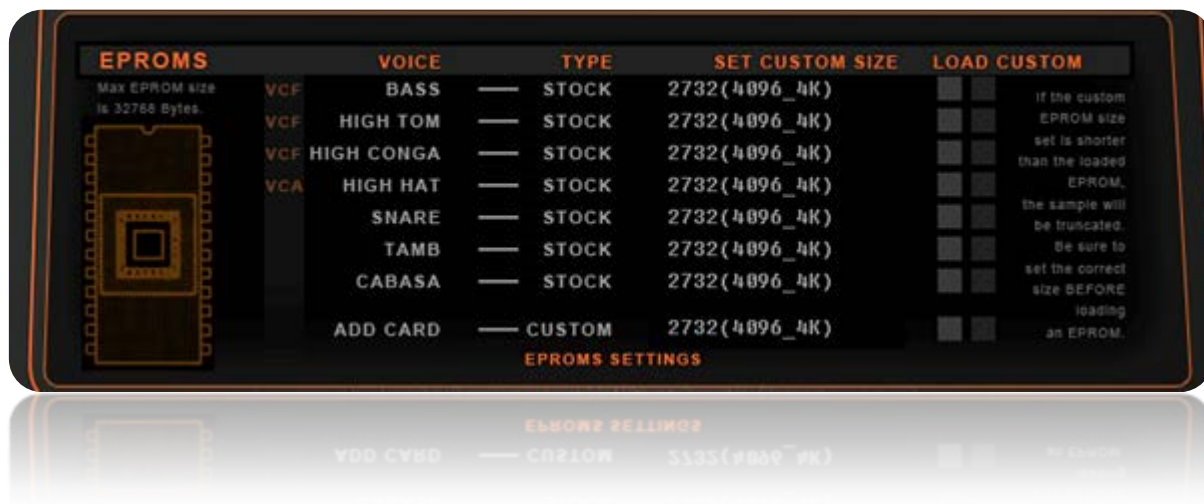 EPROMS VOICE TYPE SET CUSTOM SIZE LOAD CUSTOM
Max EPROM size
is 32768 Bytes.
VCF BASS — STOCK 2732(4096_4K)
VCF HIGH TOM — STOCK 2732(4096_4K)
VCF HIGH CONGA — STOCK 2732(4096_4K)
VCA HIGH HAT — STOCK 2732(4096_4K)
SNARE — STOCK 2732(4096_4K)
TAMB — STOCK 2732(4096_4K)
CABASA — STOCK 2732(4096_4K)
ADD CARD — CUSTOM 2732(4096_4K)
If the custom
EPROM size
set is shorter
than the loaded
EPROM,
the sample will
be truncated.
Be sure to
set the correct
size BEFORE
loading
an EPROM.
EPROMS SETTINGS